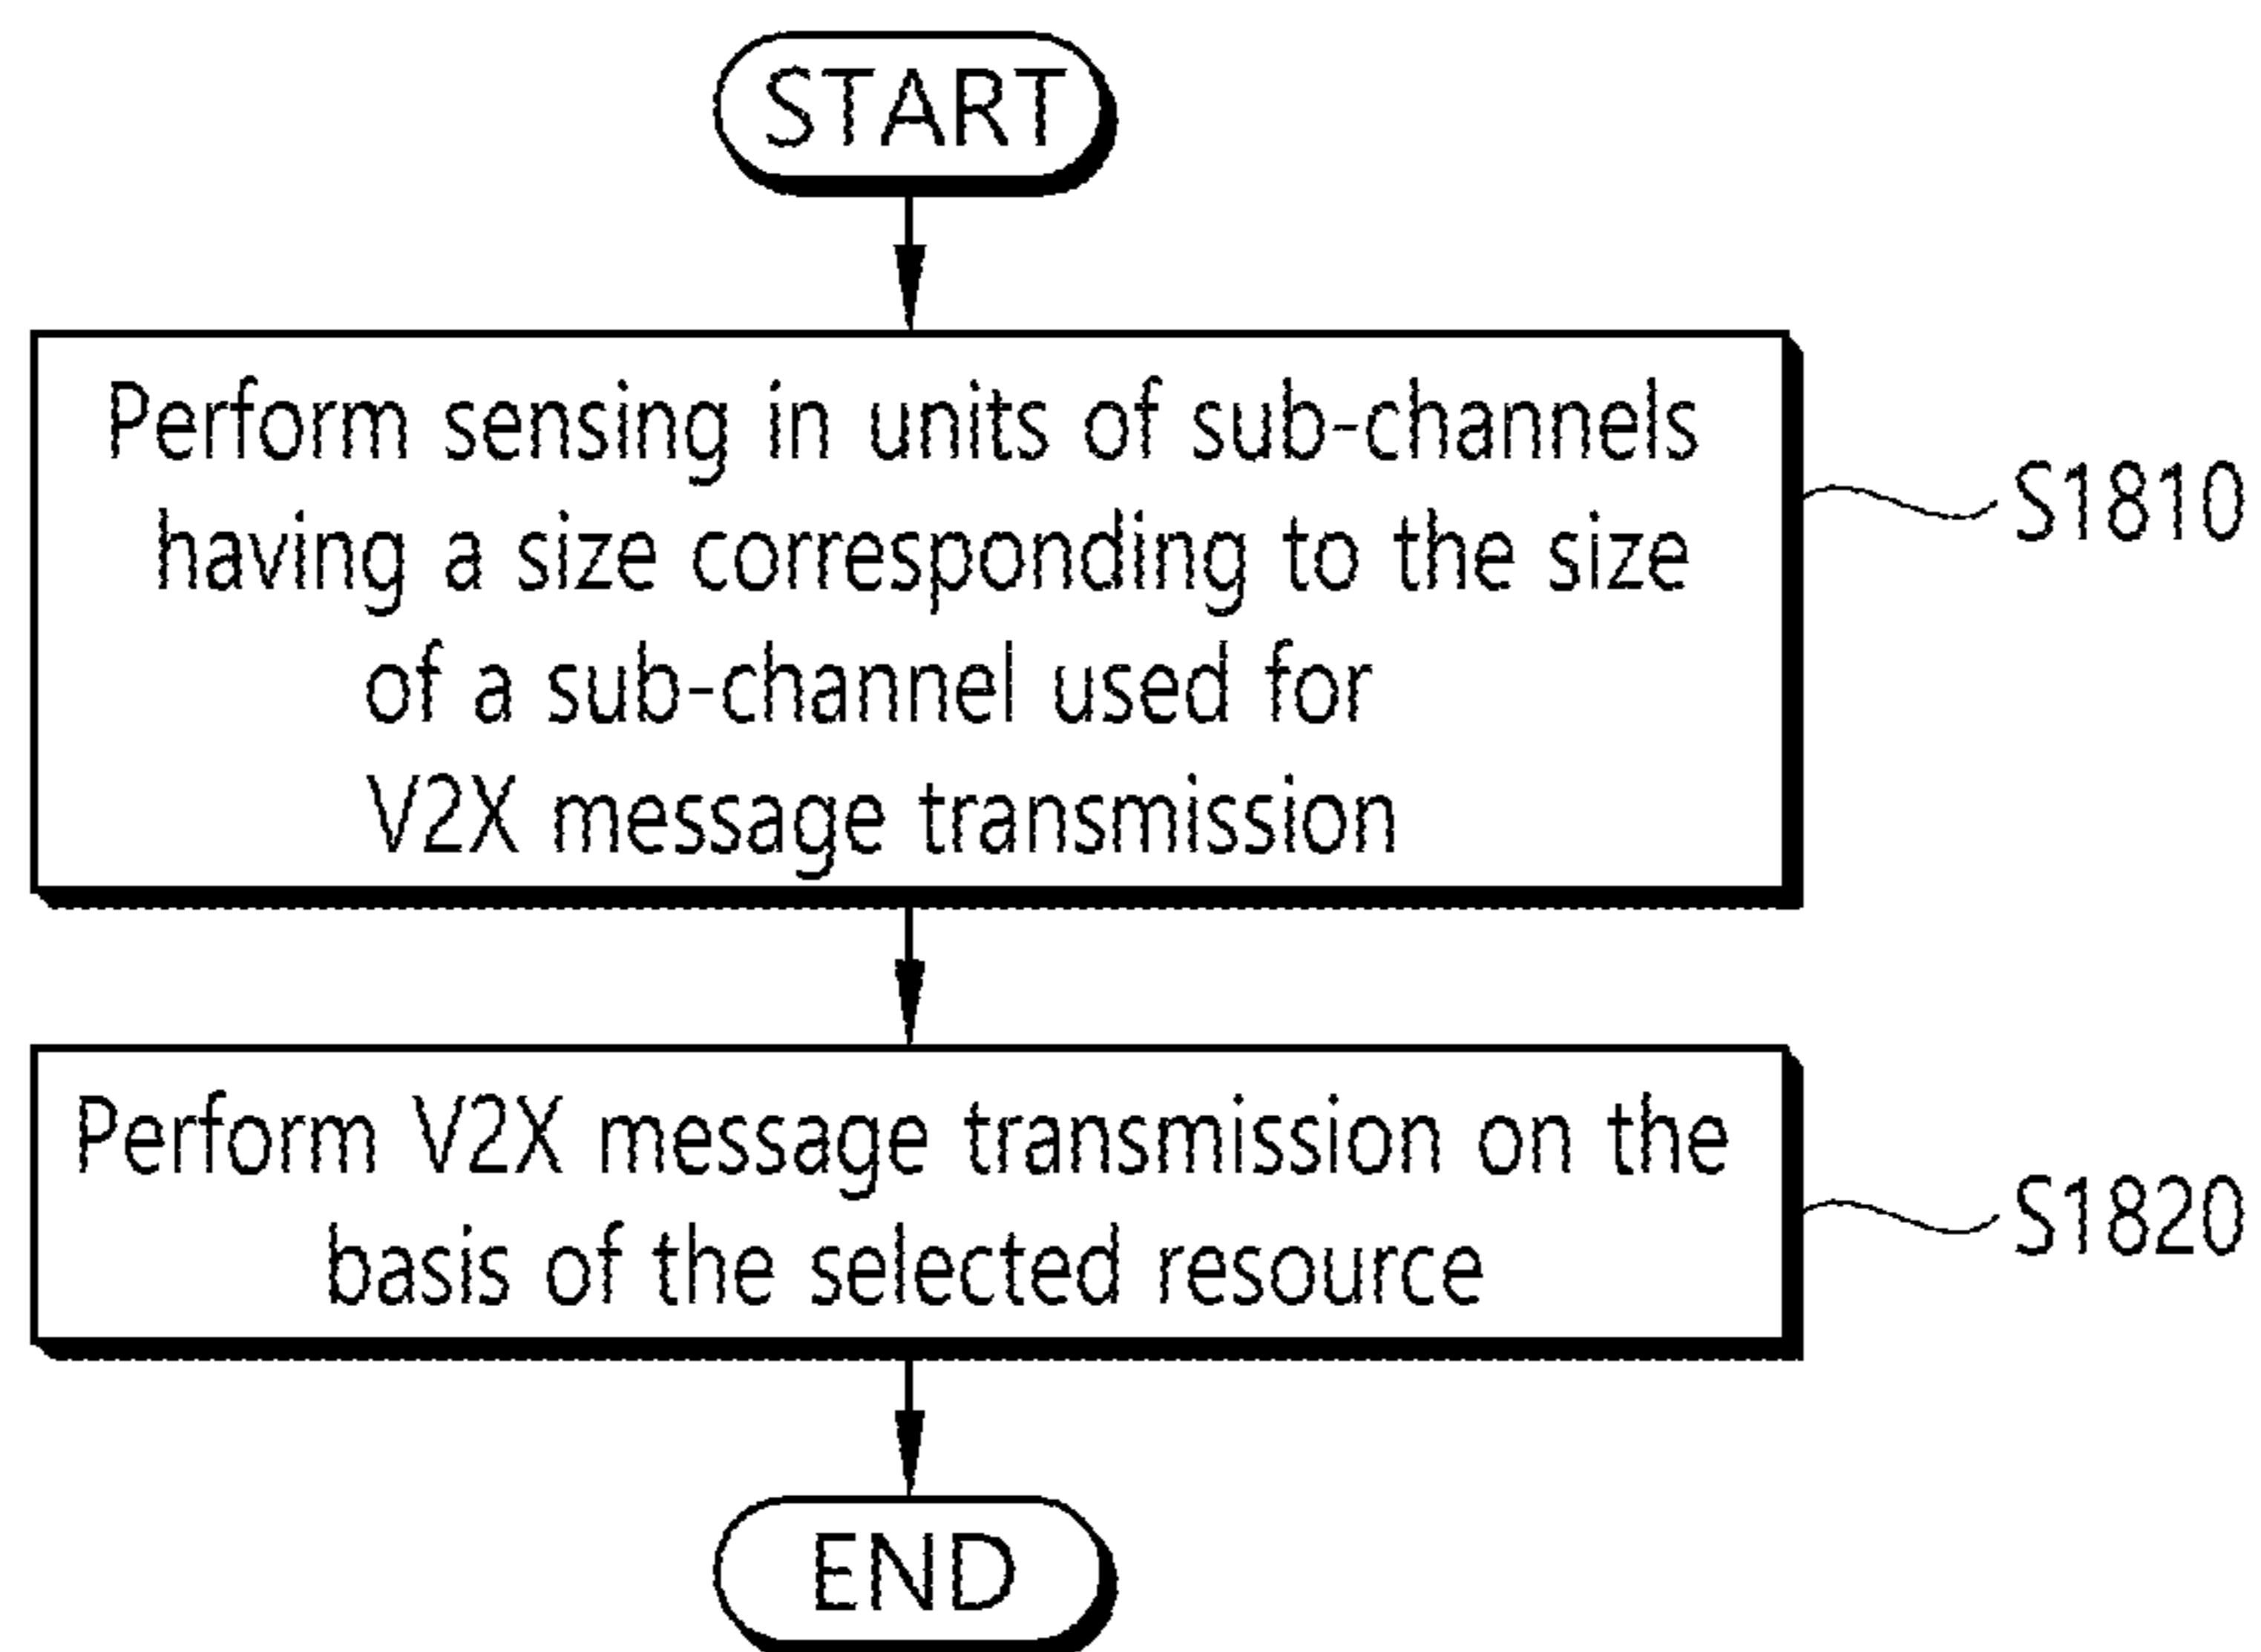 START
Perform sensing in units of sub-channels
having a size corresponding to the size
of a sub-channel used for
V2X message transmission
S1810
Perform V2X message transmission on the
basis of the selected resource
S1820
END